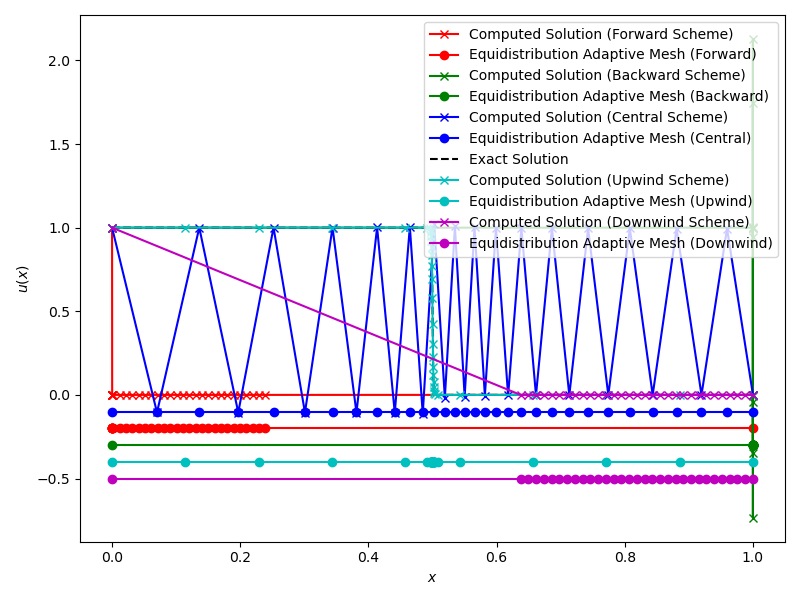 Computed Solution (Forward Scheme)
Equidistribution Adaptive Mesh (Forward)
Computed Solution (Backward Scheme)
Equidistribution Adaptive Mesh (Backward)
Computed Solution (Central Scheme)
Equidistribution Adaptive Mesh (Central)
Exact Solution
Computed Solution (Upwind Scheme)
Equidistribution Adaptive Mesh (Upwind)
Computed Solution (Downwind Scheme)
Equidistribution Adaptive Mesh (Downwind)
2.0
1.5
1.0
0.5
0.0
−0.5
u(x)
0.0 0.2 0.4 0.6 0.8 1.0
x